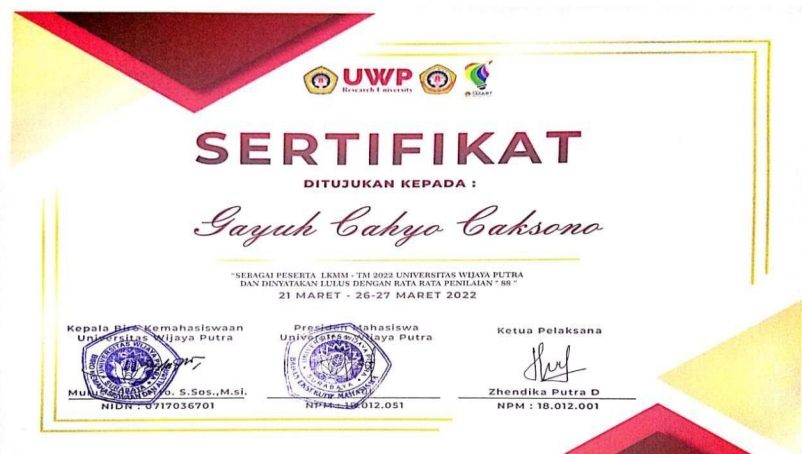 UWP
Research University
SMART
SERTIFIKAT
DITUJUKAN KEPADA :
Gayuh Cahyo Caksono
"SEBAGAI PESERTA LKMM - TM 2022 UNIVERSITAS WIJAYA PUTRA
DAN DINYATAKAN LULUS DENGAN RATA RATA PENILAIAN " 88 "
21 MARET - 26-27 MARET 2022
Kepala Biro Kemahasiswaan
Universitas Wijaya Putra
S.Sos.,M.si.
NIDN : 0717036701
Presiden Mahasiswa
Universitas Wijaya Putra
NPM : 18.012.051
Ketua Pelaksana
Zhendika Putra D
NPM : 18.012.001